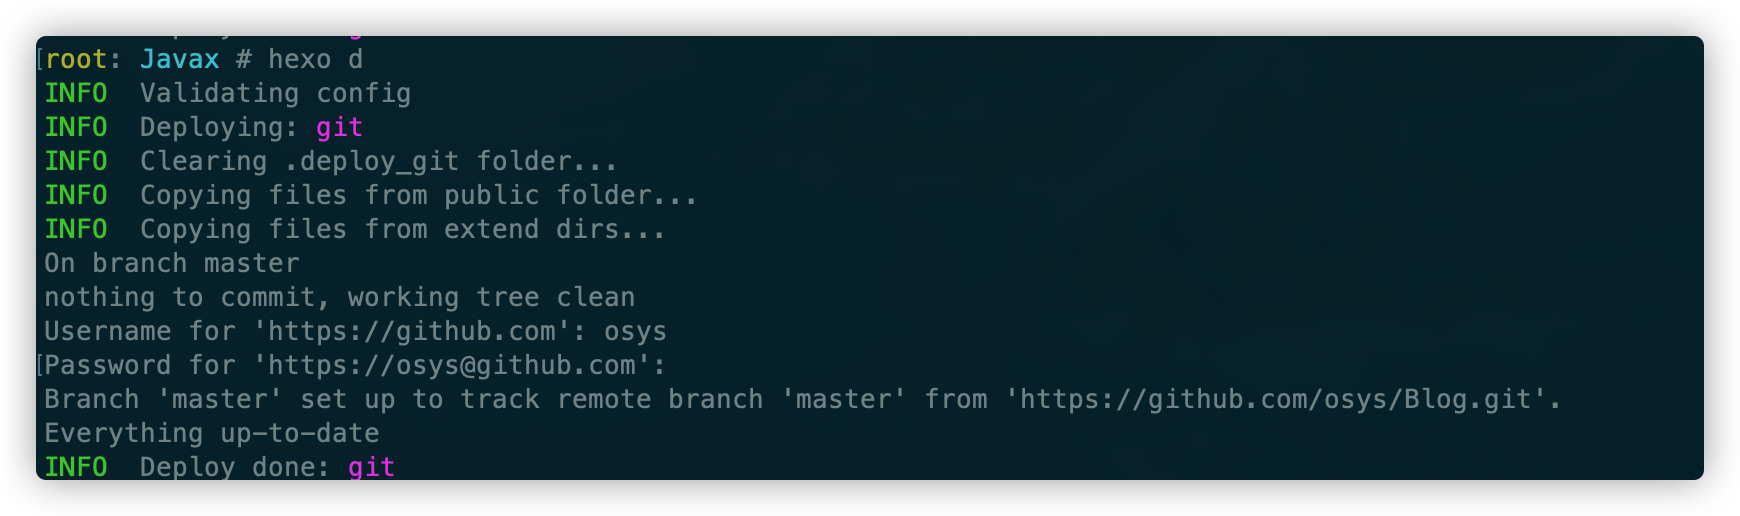 [root: Javax # hexo d
INFO  Validating config
INFO  Deploying: git
INFO  Clearing .deploy_git folder...
INFO  Copying files from public folder...
INFO  Copying files from extend dirs...
On branch master
nothing to commit, working tree clean
Username for 'https://github.com': osys
[Password for 'https://osys@github.com':
Branch 'master' set up to track remote branch 'master' from 'https://github.com/osys/Blog.git'.
Everything up-to-date
INFO  Deploy done: git